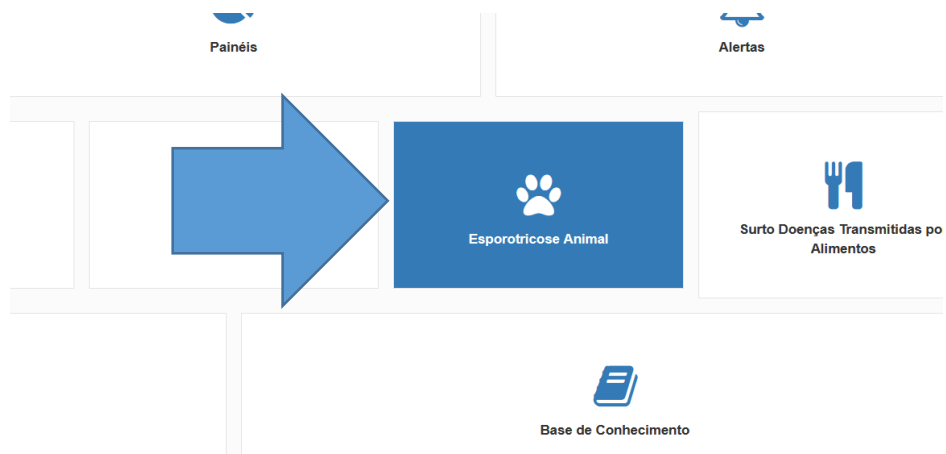 Painéis
Alertas
Esporotricose Animal
Surto Doenças Transmitidas po
Alimentos
Base de Conhecimento